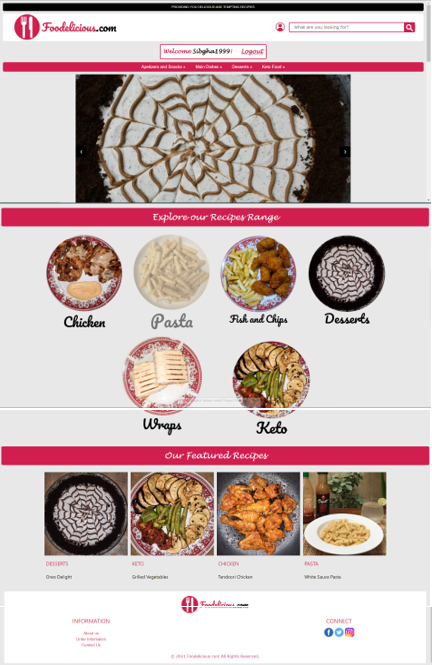 PROVIDING YOU DELICIOUS AND TEMPTING RECIPES
Foodelicious.com
What are you looking for?
Welcome Sibgha1999! Logout
Appetizers and Snacks
Main Dishes
Desserts
Keto Food
Explore our Recipes Range
Chicken
Pasta
Fish and Chips
Desserts
Wraps
Keto
Our Featured Recipes
DESSERTS
KETO
CHICKEN
PASTA
Oreo Delight
Grilled Vegetables
Tandoori Chicken
White Sauce Pasta
Foodelicious.com
INFORMATION
CONNECT
About us
Order Information
Contact Us
© 2021 Foodelicious.com All Rights Reserved.